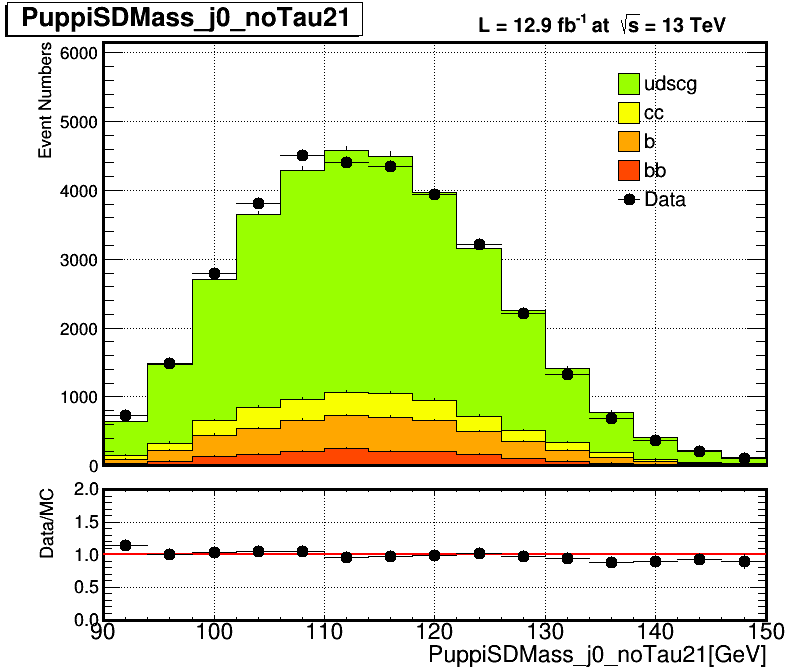 PuppiSDMass_j0_noTau21
L = 12.9 fb⁻¹ at √s = 13 TeV
Event Numbers
6000
5000
4000
3000
2000
1000
0
udscg
cc
b
bb
Data
Data/MC
2.0
1.5
1.0
0.5
0.0
90 100 110 120 130 140 150
PuppiSDMass_j0_noTau21[GeV]